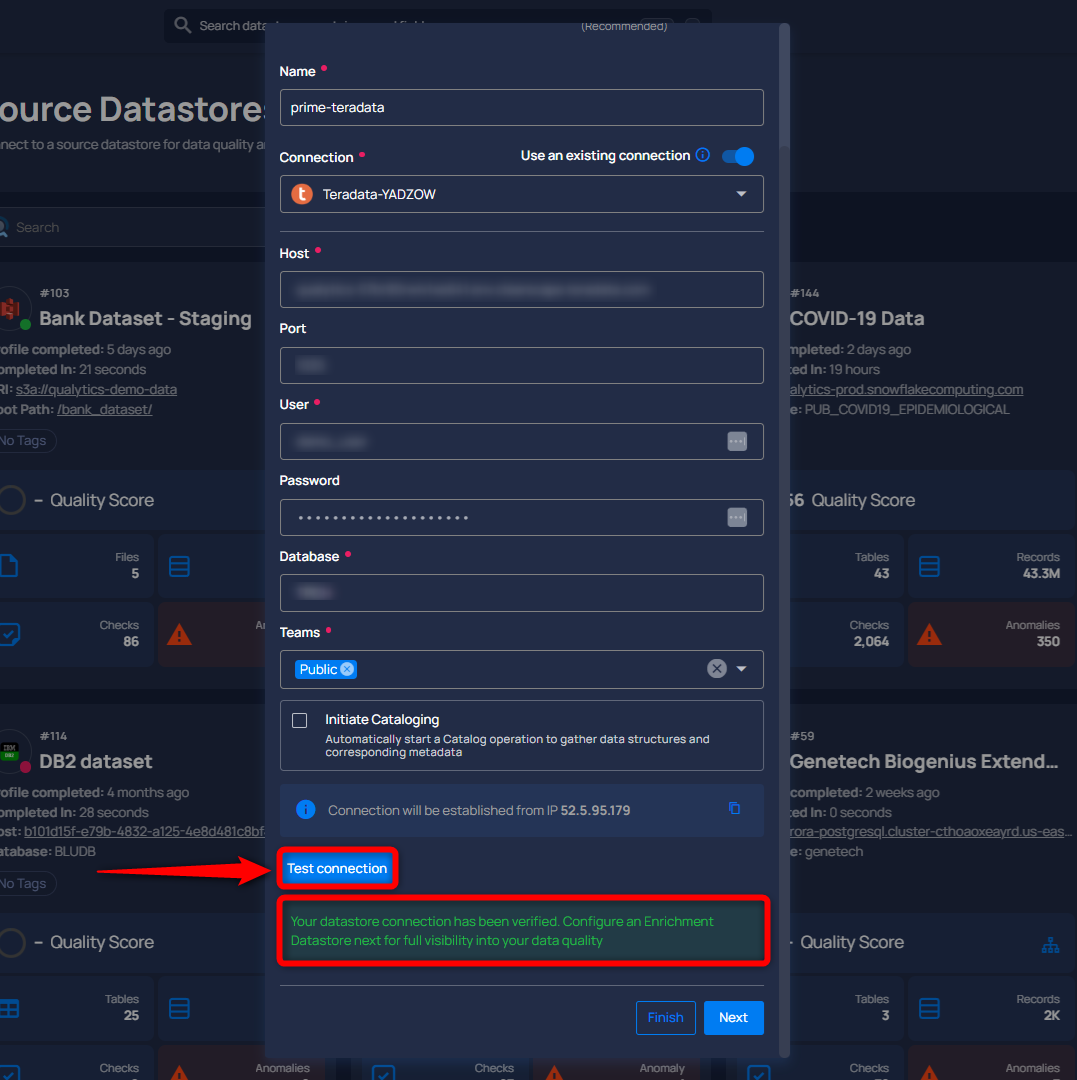 Search data
(Recommended)
Name
prime-teradata
Connection
Use an existing connection
Teradata-YADZOW
Host
Port
User
Password
Database
Teams
Public
Initiate Cataloging
Automatically start a Catalog operation to gather data structures and
corresponding metadata
Connection will be established from IP 52.5.95.179
Test connection
Your datastore connection has been verified. Configure an Enrichment
Datastore next for full visibility into your data quality
Finish
Next
ource Datastores
nnect to a source datastore for data quality a
Search
#103
Bank Dataset - Staging
ofile completed: 5 days ago
ompleted In: 21 seconds
RI: s3a://qualytics-demo-data
oot Path: /bank_dataset/
No Tags
– Quality Score
Files
5
Checks
86
#144
COVID-19 Data
mpleted: 2 days ago
ted In: 19 hours
alytics-prod.snowflakecomputing.com
e: PUB_COVID19_EPIDEMIOLOGICAL
56 Quality Score
Tables
43
Records
43.3M
Checks
2,064
Anomalies
350
#114
DB2 dataset
ofile completed: 4 months ago
ompleted In: 28 seconds
ost: b101d15f-e79b-4832-a125-4e8d481c8bf
atabase: BLUDB
No Tags
– Quality Score
Tables
25
Checks
Anomalies
Checks
Anomaly
#59
Genetech Biogenius Extend...
completed: 2 weeks ago
ed In: 0 seconds
rora-postgresql.cluster-cthoaoxeayrd.us-eas...
e: genetech
- Quality Score
Tables
3
Records
2K
Checks
Anomalies